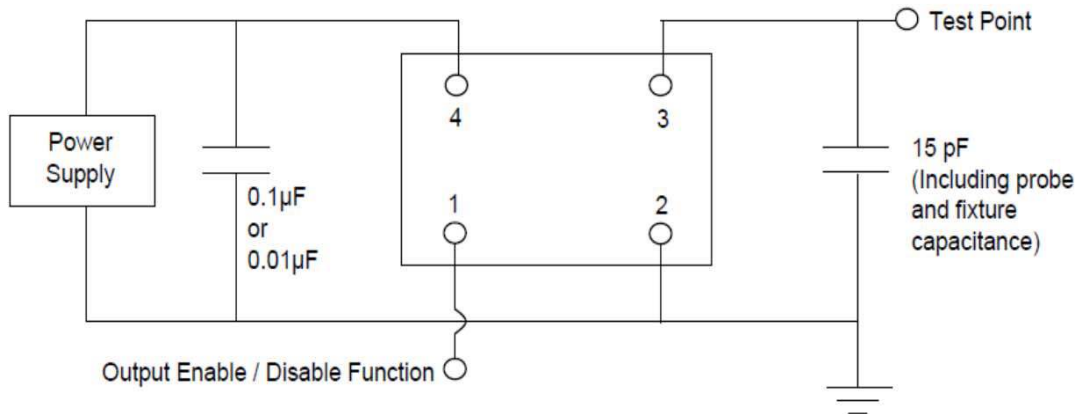 Test Point
4
3
Power
Supply
0.1µF
or
0.01µF
1
2
15 pF
(Including probe
and fixture
capacitance)
Output Enable / Disable Function